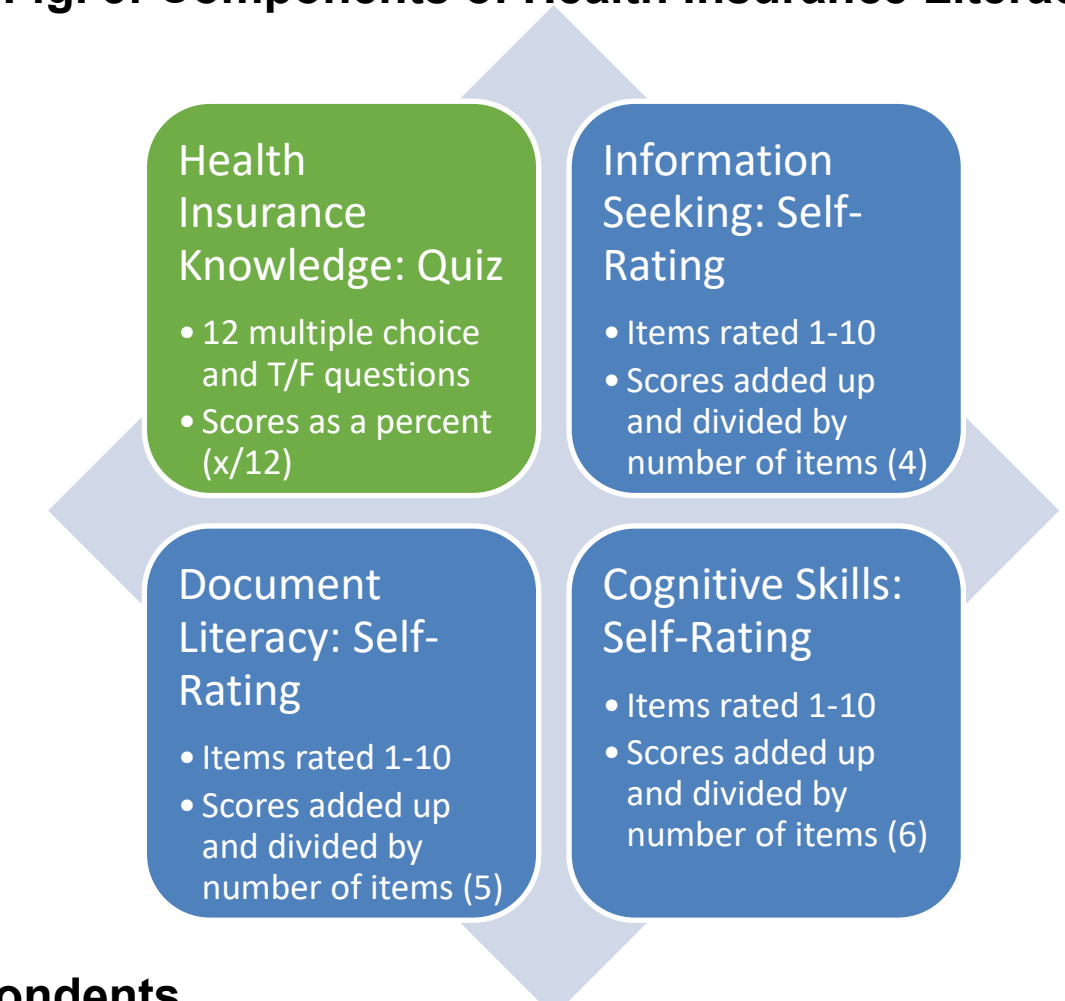 Health
Insurance
Knowledge: Quiz
• 12 multiple choice
and T/F questions
• Scores as a percent
(x/12)
Information
Seeking: Self-
Rating
• Items rated 1-10
• Scores added up
and divided by
number of items (4)
Document
Literacy: Self-
Rating
• Items rated 1-10
• Scores added up
and divided by
number of items (5)
Cognitive Skills:
Self-Rating
• Items rated 1-10
• Scores added up
and divided by
number of items (6)